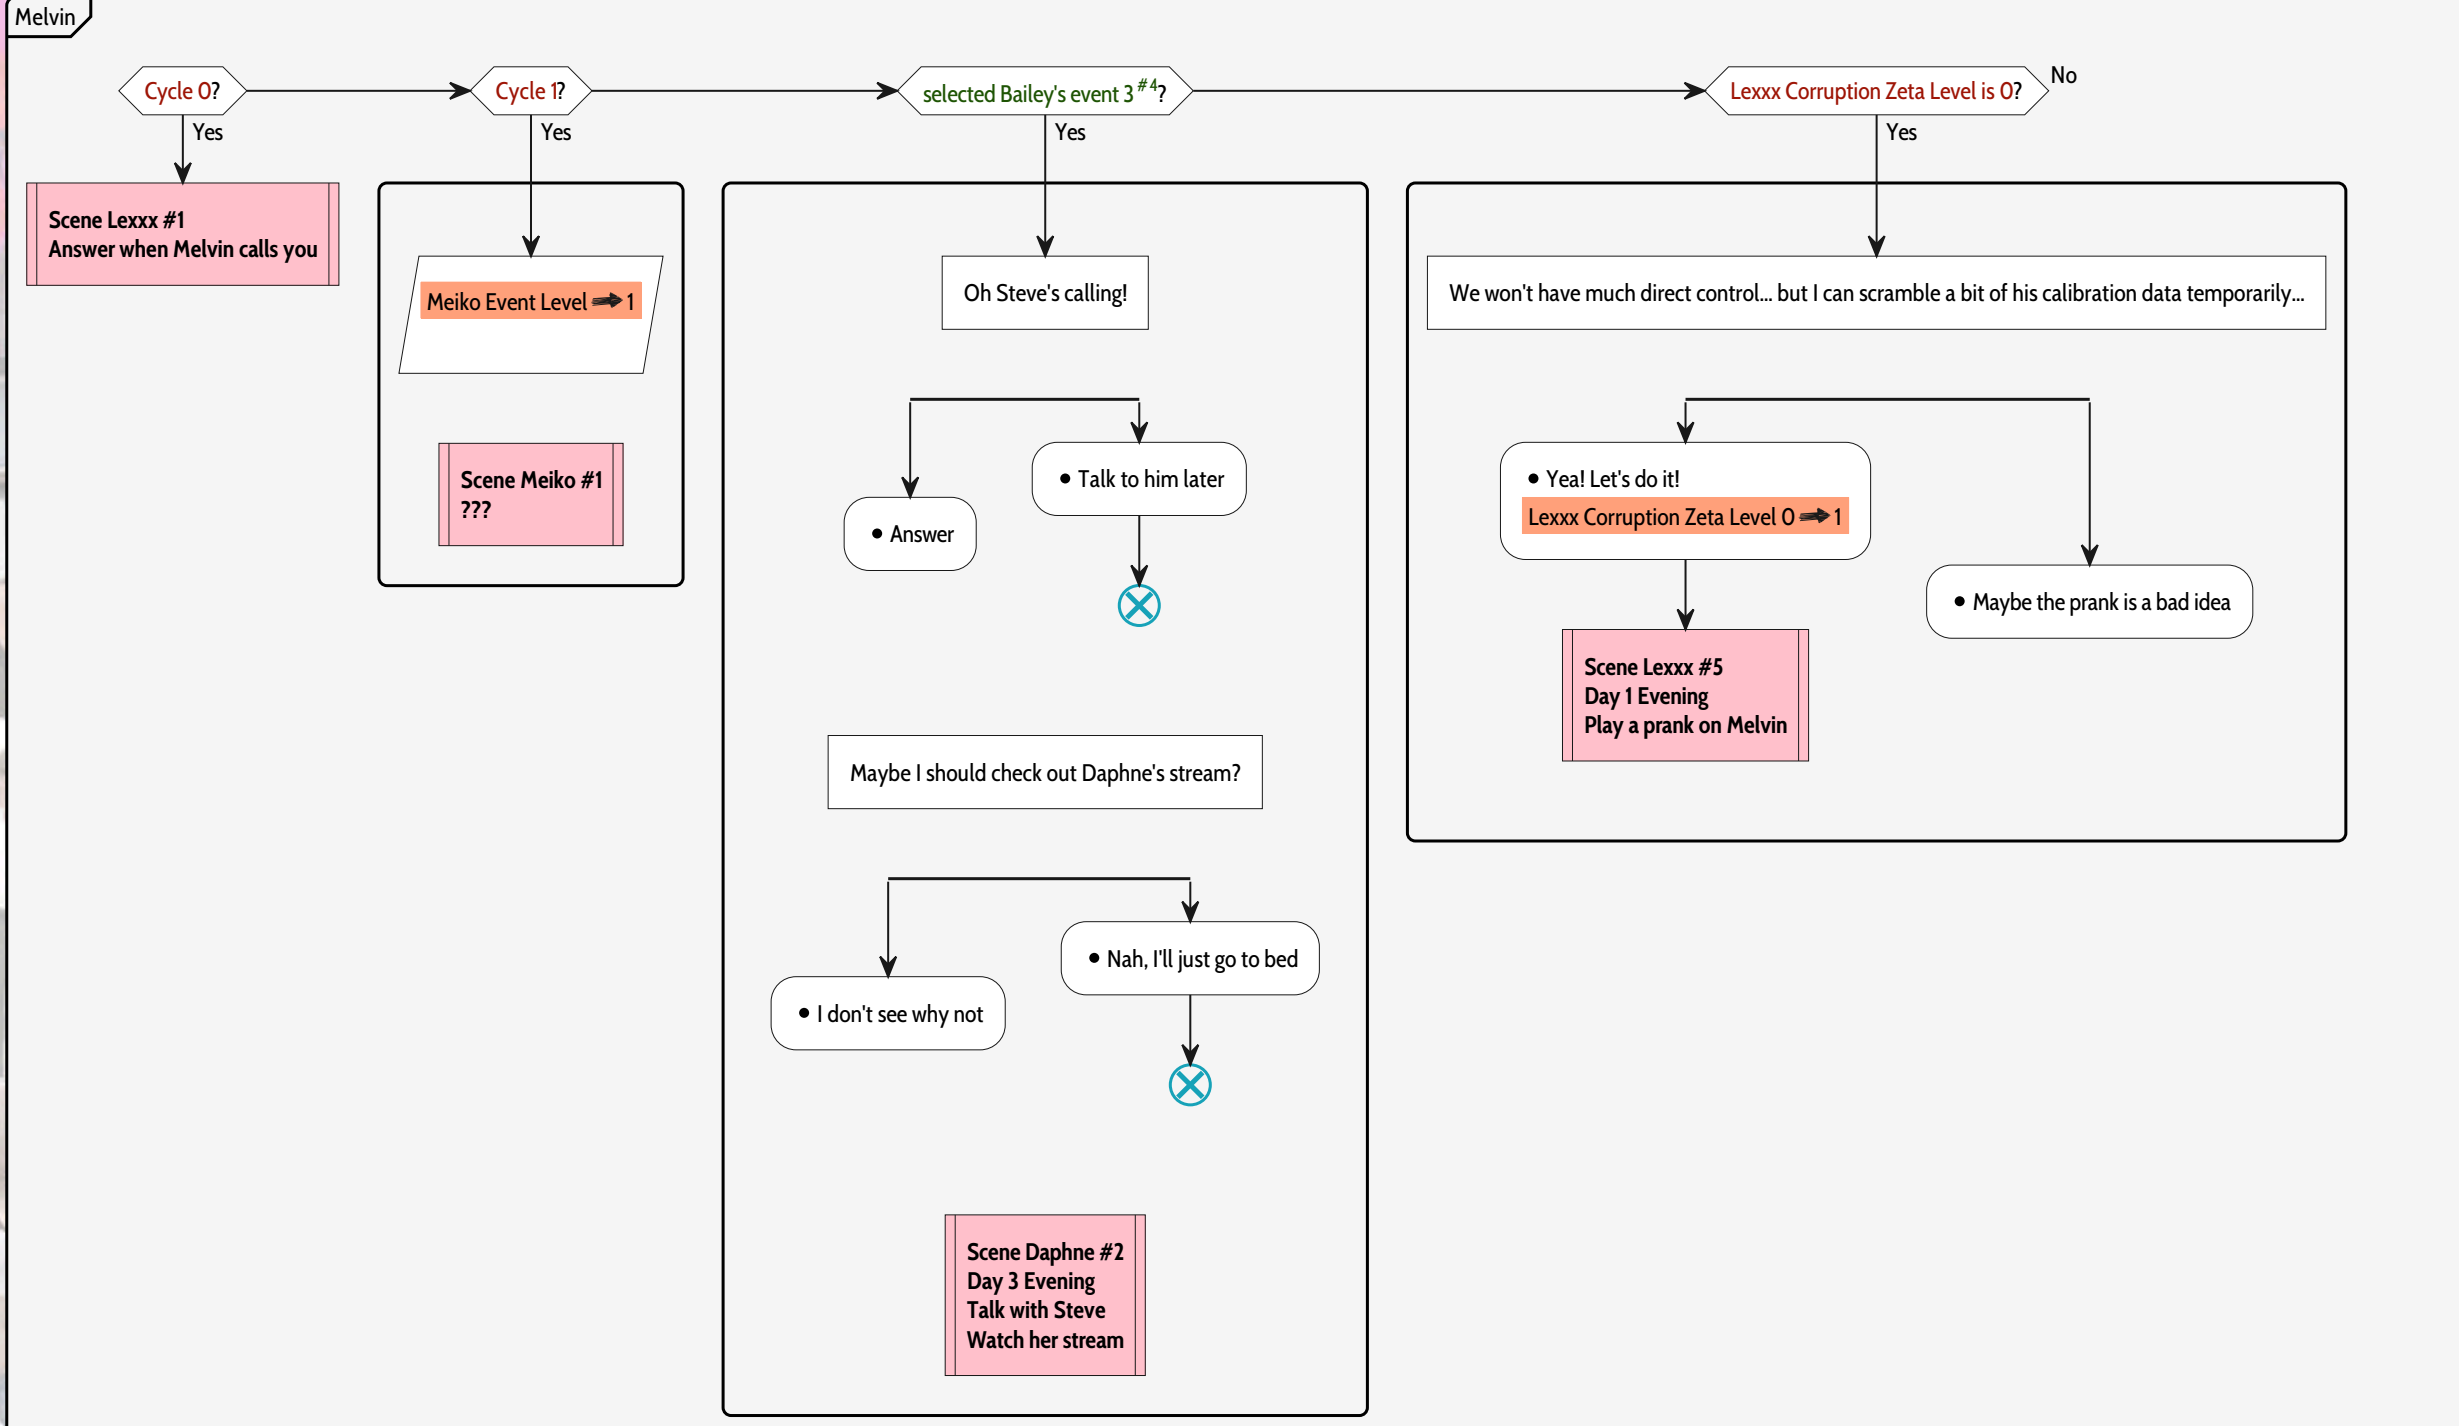 Melvin
Cycle 0?
Yes
Cycle 1?
Yes
selected Bailey's event 3 #4?
Yes
Lexxx Corruption Zeta Level is 0?
No
Yes
Scene Lexxx #1
Answer when Melvin calls you
Meiko Event Level ➾ 1
Scene Meiko #1
???
Oh Steve's calling!
• Answer
• Talk to him later
Maybe I should check out Daphne's stream?
• I don't see why not
• Nah, I'll just go to bed
Scene Daphne #2
Day 3 Evening
Talk with Steve
Watch her stream
We won't have much direct control... but I can scramble a bit of his calibration data temporarily...
• Yea! Let's do it!
Lexxx Corruption Zeta Level 0 ➾ 1
• Maybe the prank is a bad idea
Scene Lexxx #5
Day 1 Evening
Play a prank on Melvin